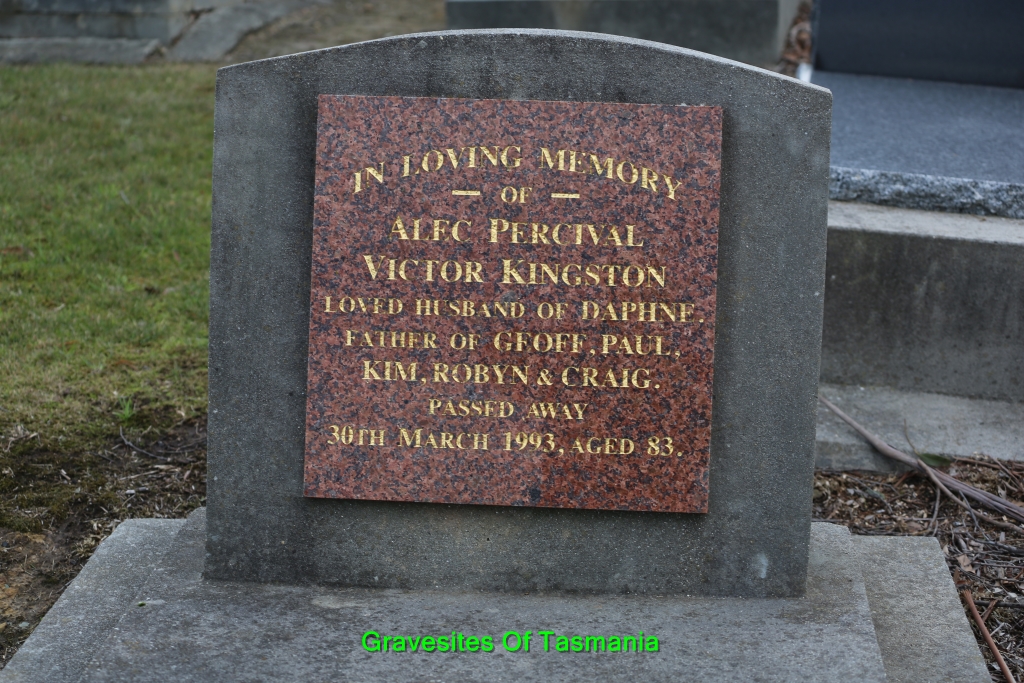 IN LOVING MEMORY
— OF —
ALEC PERCIVAL
VICTOR KINGSTON
LOVED HUSBAND OF DAPHNE.
FATHER OF GEOFF, PAUL,
KIM, ROBYN & CRAIG.
PASSED AWAY
30TH MARCH 1993, AGED 83.
Gravesites Of Tasmania